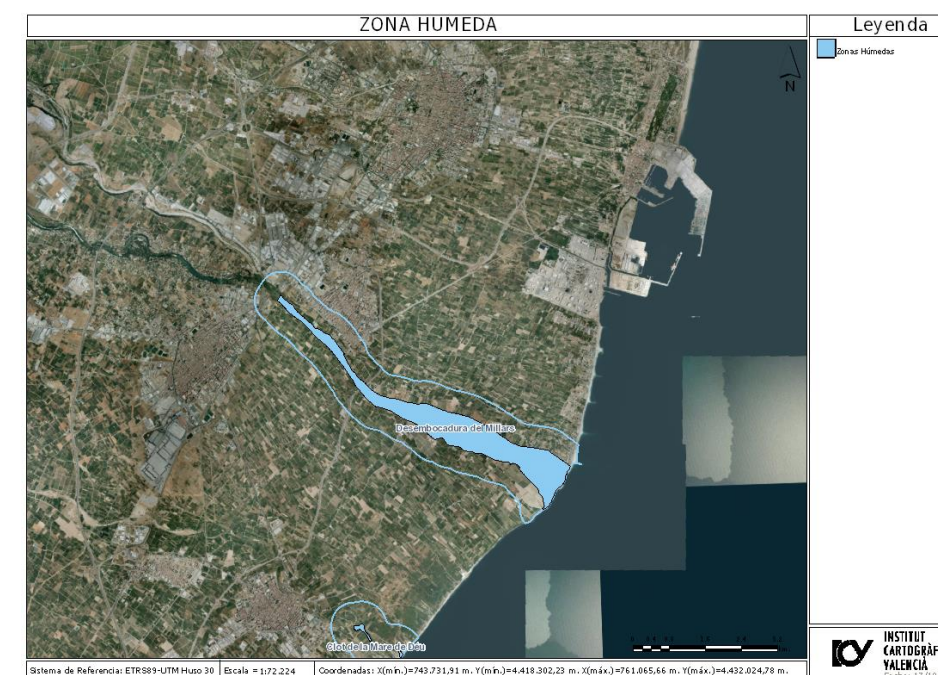 ZONA HUMEDA
Leyenda
Zonas Húmedas
N
Desembocadura del Millars
Clot de la Mare de Déu
Sistema de Referencia: ETRS89-UTM Huso 30
Escala = 1:72.224
Coordenadas: X(mín.)=743.731,91 m. Y(mín.)=4.418.302,23 m. X(máx.)=761.065,66 m. Y(máx.)=4.432.024,78 m.
INSTITUT
CARTOGRÀF
VALENCIÀ